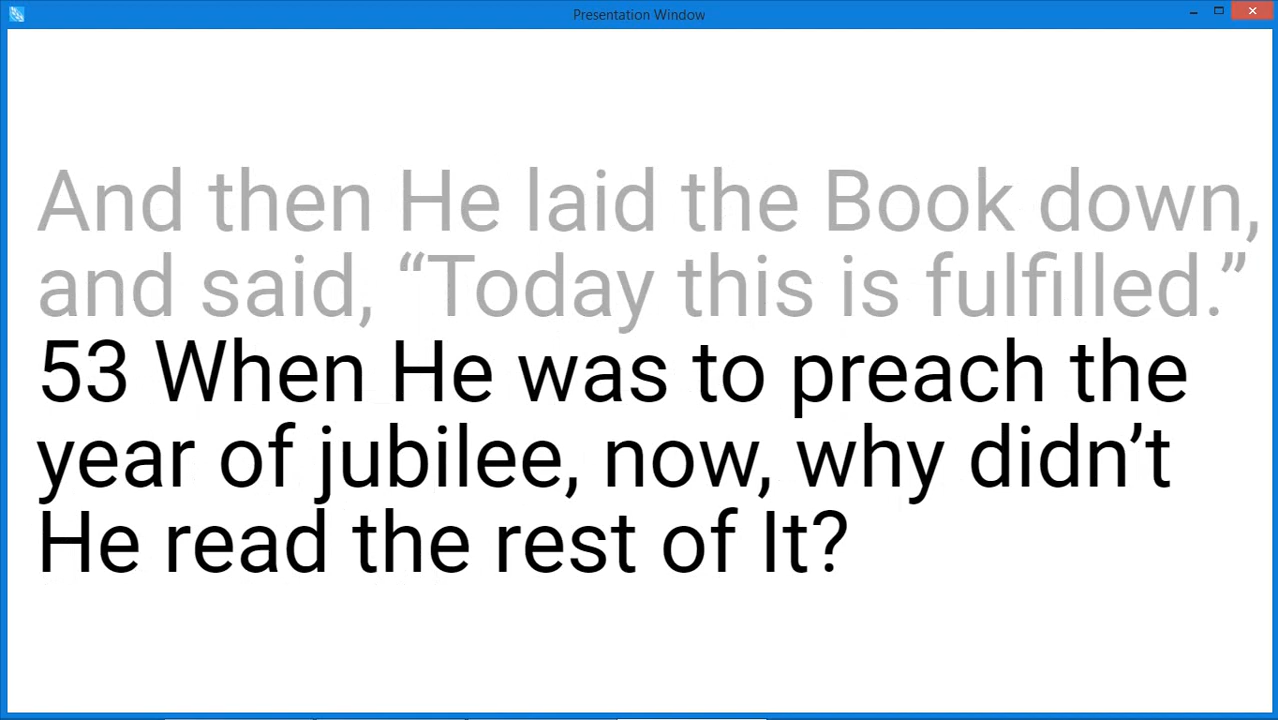 Presentation Window
And then He laid the Book down,
and said, “Today this is fulfilled.”
53 When He was to preach the
year of jubilee, now, why didn’t
He read the rest of It?